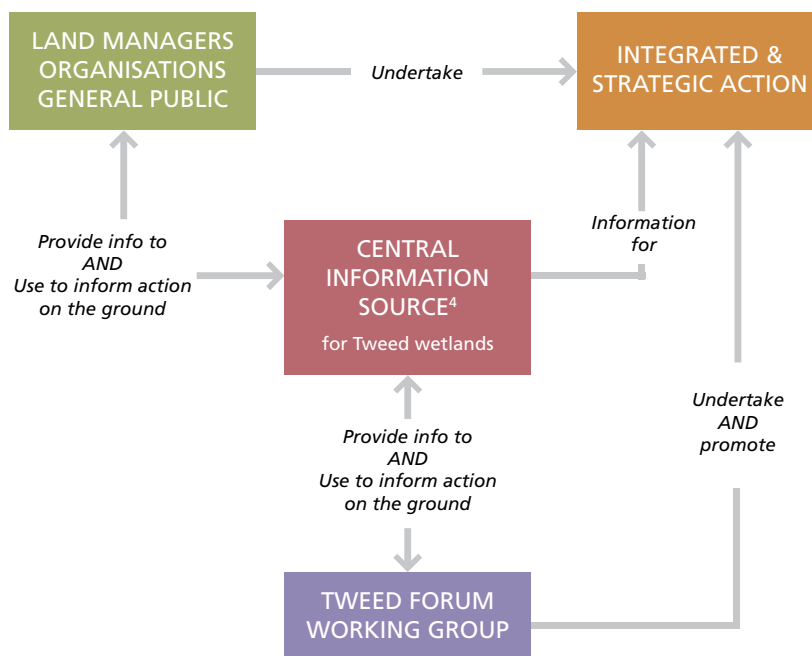 LAND MANAGERS
ORGANISATIONS
GENERAL PUBLIC
Undertake
INTEGRATED &
STRATEGIC ACTION
Provide info to
AND
Use to inform action
on the ground
CENTRAL
INFORMATION
SOURCE⁴
for Tweed wetlands
Information
for
Provide info to
AND
Use to inform action
on the ground
Undertake
AND
promote
TWEED FORUM
WORKING GROUP